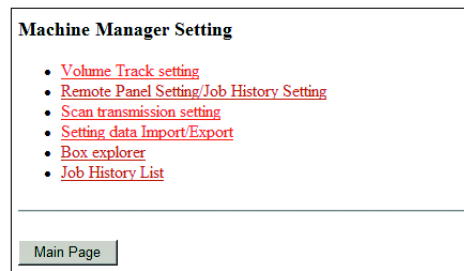 Machine Manager Setting
Volume Track setting
Remote Panel Setting/Job History Setting
Scan transmission setting
Setting data Import/Export
Box explorer
Job History List
Main Page